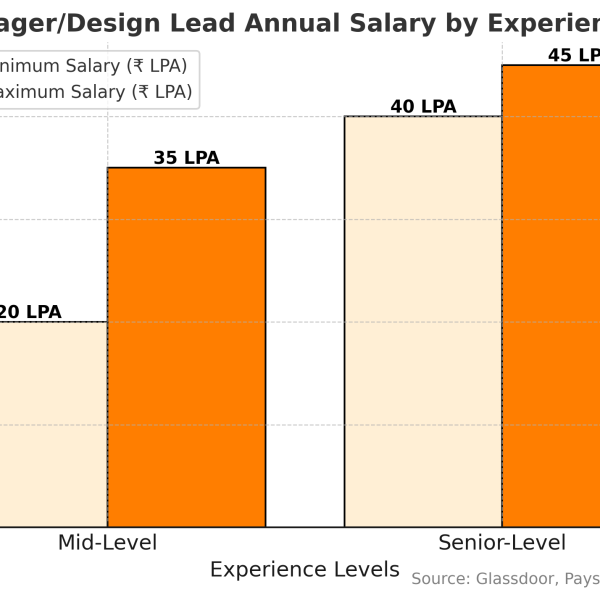 ager/Design Lead Annual Salary by Experien
nimum Salary (₹ LPA)
aximum Salary (₹ LPA)
45 LP
40 LPA
35 LPA
20 LPA
Mid-Level
Senior-Level
Experience Levels
Source: Glassdoor, Pays